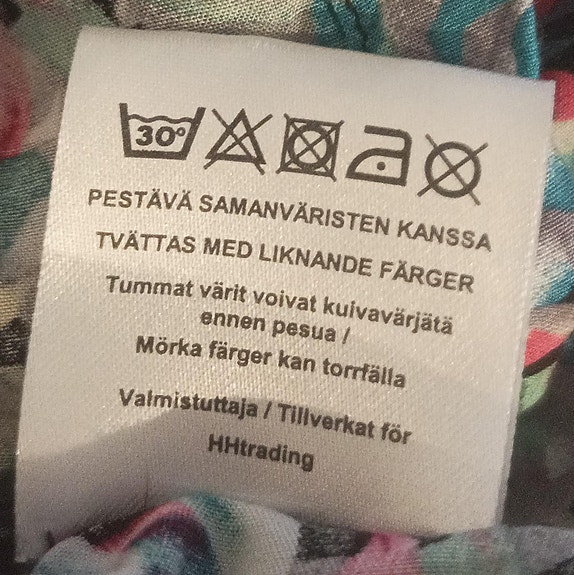 30°
PESTÄVÄ SAMANVÄRISTEN KANSSA
TVÄTTAS MED LIKNANDE FÄRGER
Tummat värit voivat kuivavärjätä
ennen pesua /
Mörka färger kan torrfälla
Valmistuttaja / Tillverkat för
HHtrading